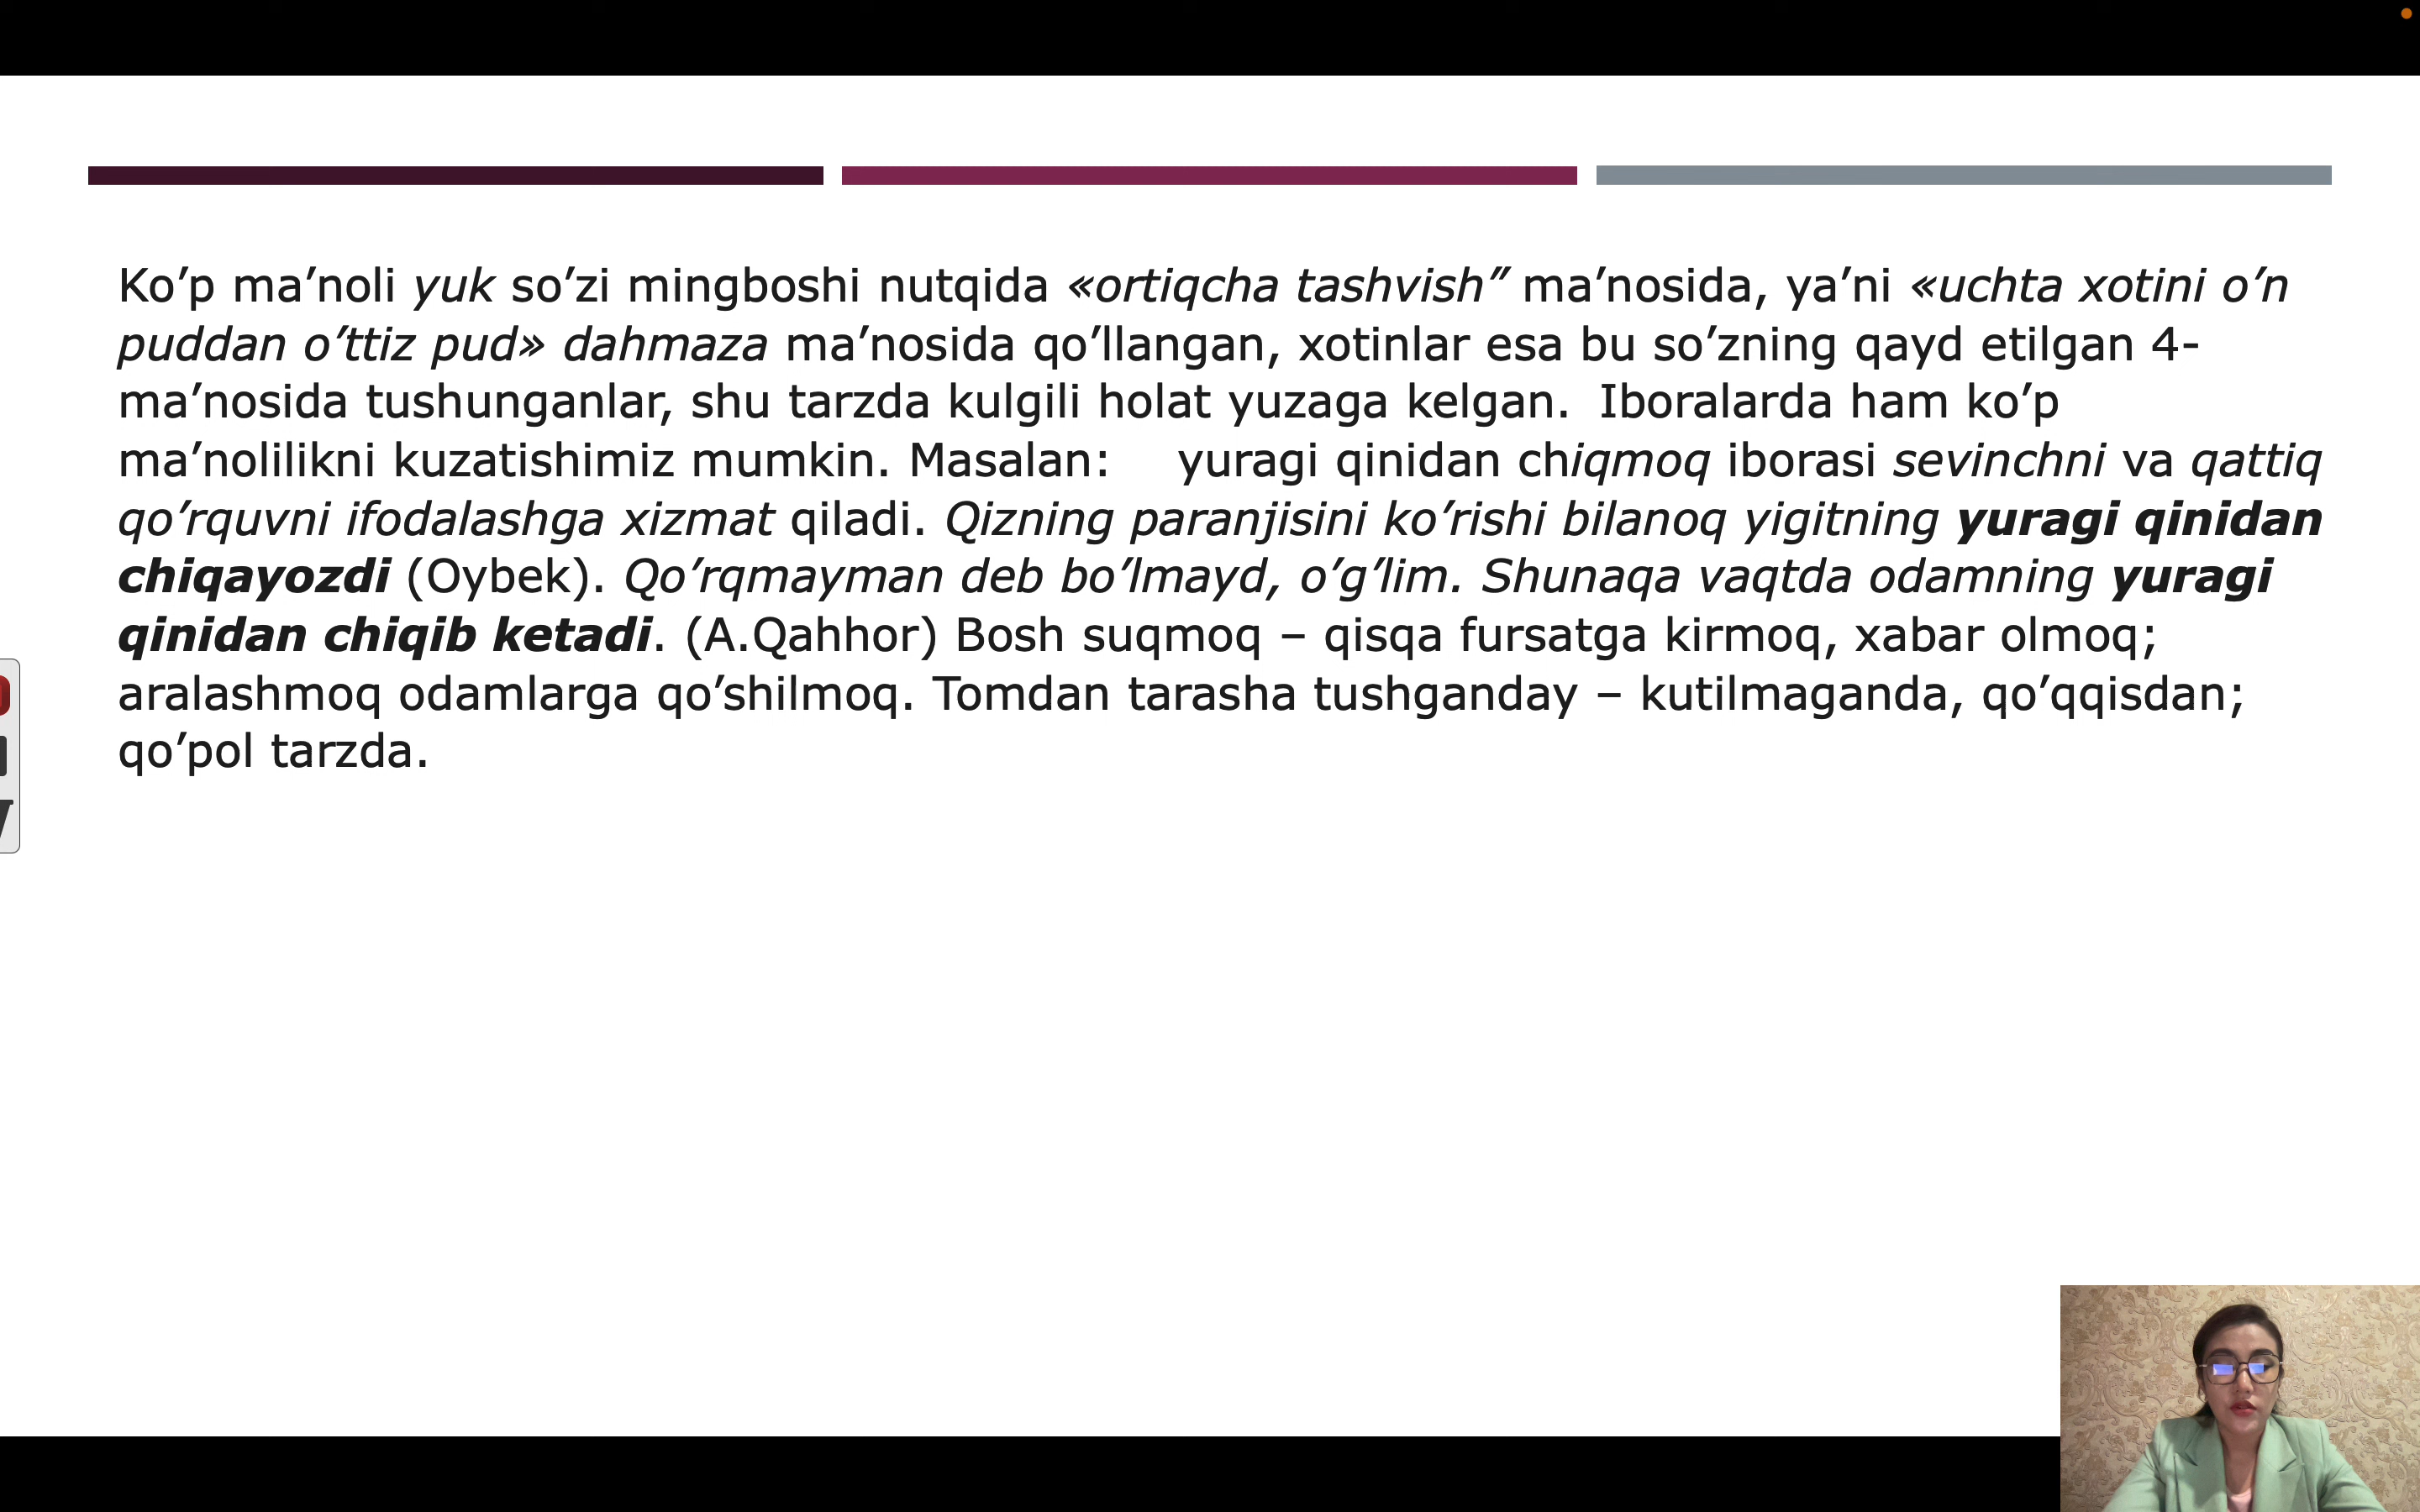 Ko’p ma’noli yuk so’zi mingboshi nutqida «ortiqcha tashvish” ma’nosida, ya’ni «uchta xotini o’n
puddan o’ttiz pud» dahmaza ma’nosida qo’llangan, xotinlar esa bu so’zning qayd etilgan 4-
ma’nosida tushunganlar, shu tarzda kulgili holat yuzaga kelgan. Iboralarda ham ko’p
ma’nolilikni kuzatishimiz mumkin. Masalan: yuragi qinidan chiqmoq iborasi sevinchni va qattiq
qo’rquvni ifodalashga xizmat qiladi. Qizning paranjisini ko’rishi bilanoq yigitning yuragi qinidan
chiqayozdi (Oybek). Qo’rqmayman deb bo’lmayd, o’g’lim. Shunaqa vaqtda odamning yuragi
qinidan chiqib ketadi. (A.Qahhor) Bosh suqmoq – qisqa fursatga kirmoq, xabar olmoq;
aralashmoq odamlarga qo’shilmoq. Tomdan tarasha tushganday – kutilmaganda, qo’qqisdan;
qo’pol tarzda.